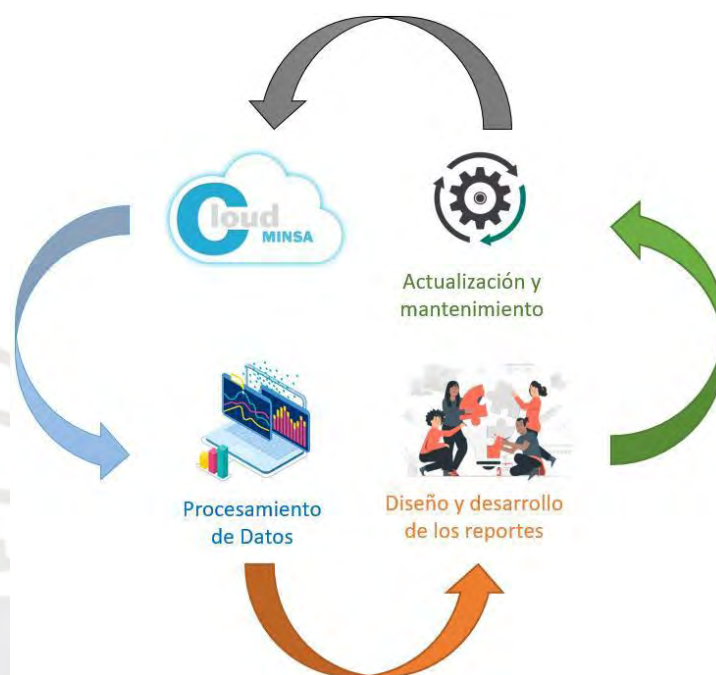 Cloud
MINSA
Actualización y
mantenimiento
Procesamiento
de Datos
Diseño y desarrollo
de los reportes